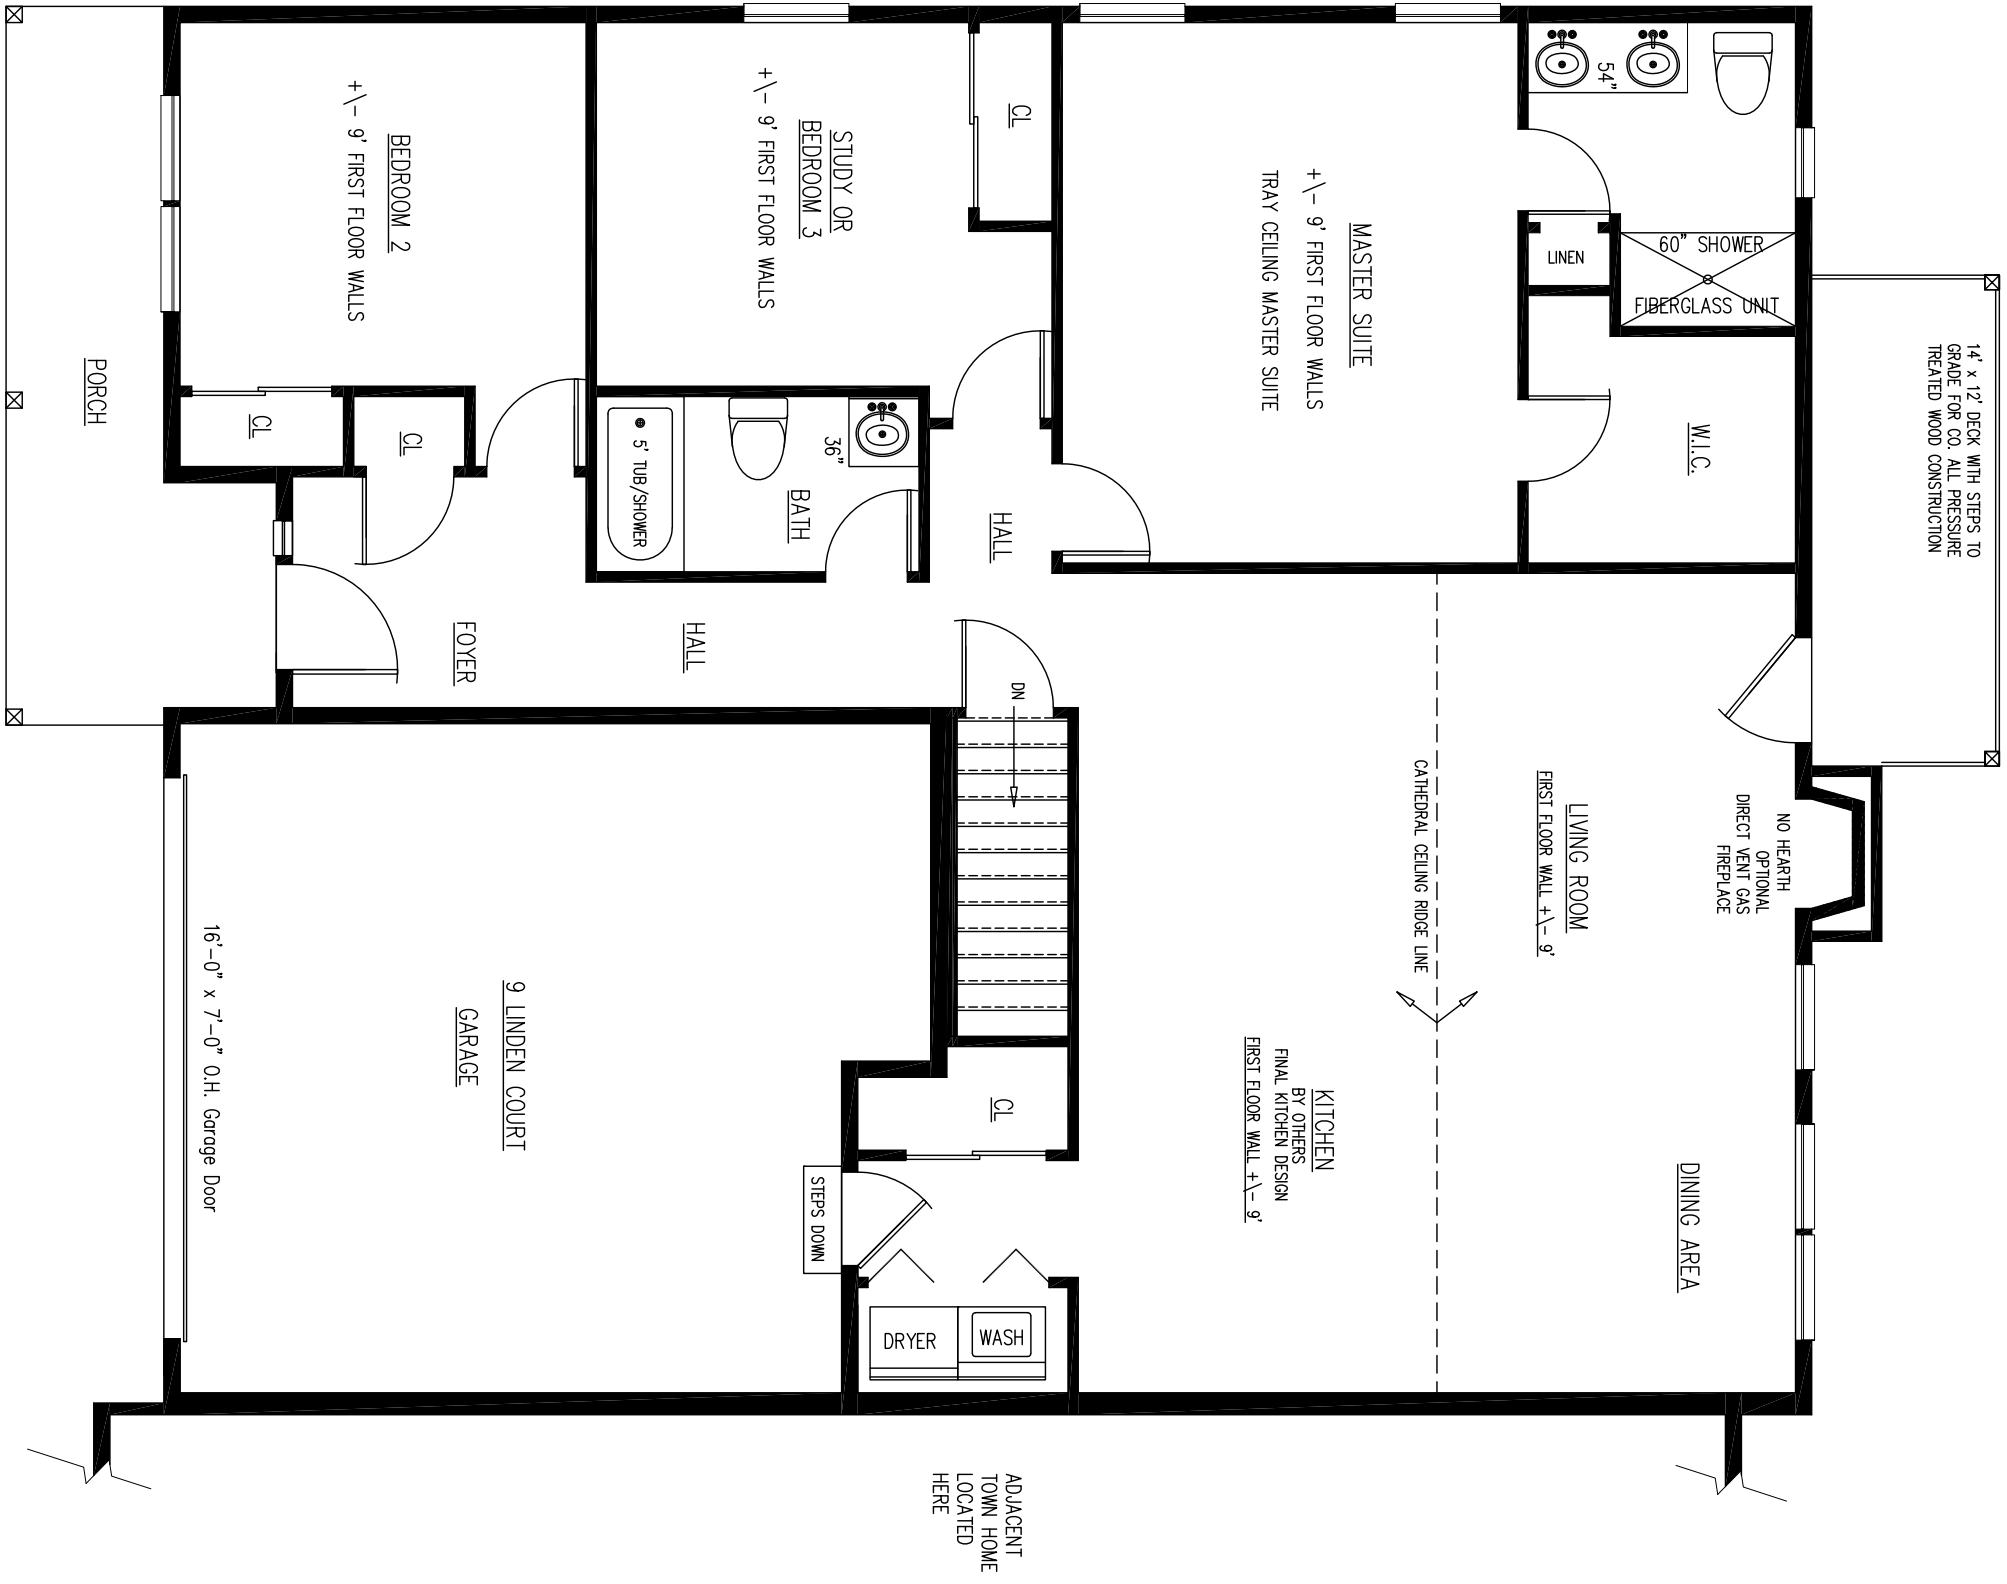 14' x 12' DECK WITH STEPS TO
GRADE FOR CO. ALL PRESSURE
TREATED WOOD CONSTRUCTION
54"
60" SHOWER
FIBERGLASS UNIT
LINEN
W.I.C.
MASTER SUITE
+\- 9' FIRST FLOOR WALLS
TRAY CEILING MASTER SUITE
CL
STUDY OR
BEDROOM 3
+\- 9' FIRST FLOOR WALLS
BEDROOM 2
+\- 9' FIRST FLOOR WALLS
CL
CL
PORCH
36"
BATH
5' TUB/SHOWER
HALL
HALL
FOYER
DN
NO HEARTH
OPTIONAL
DIRECT VENT GAS
FIREPLACE
LIVING ROOM
FIRST FLOOR WALL +\- 9'
CATHEDRAL CEILING RIDGE LINE
DINING AREA
KITCHEN
BY OTHERS
FINAL KITCHEN DESIGN
FIRST FLOOR WALL +\- 9'
CL
STEPS DOWN
DRYER
WASH
9 LINDEN COURT
GARAGE
16'-0" x 7'-0" O.H. Garage Door
ADJACENT
TOWN HOME
LOCATED
HERE